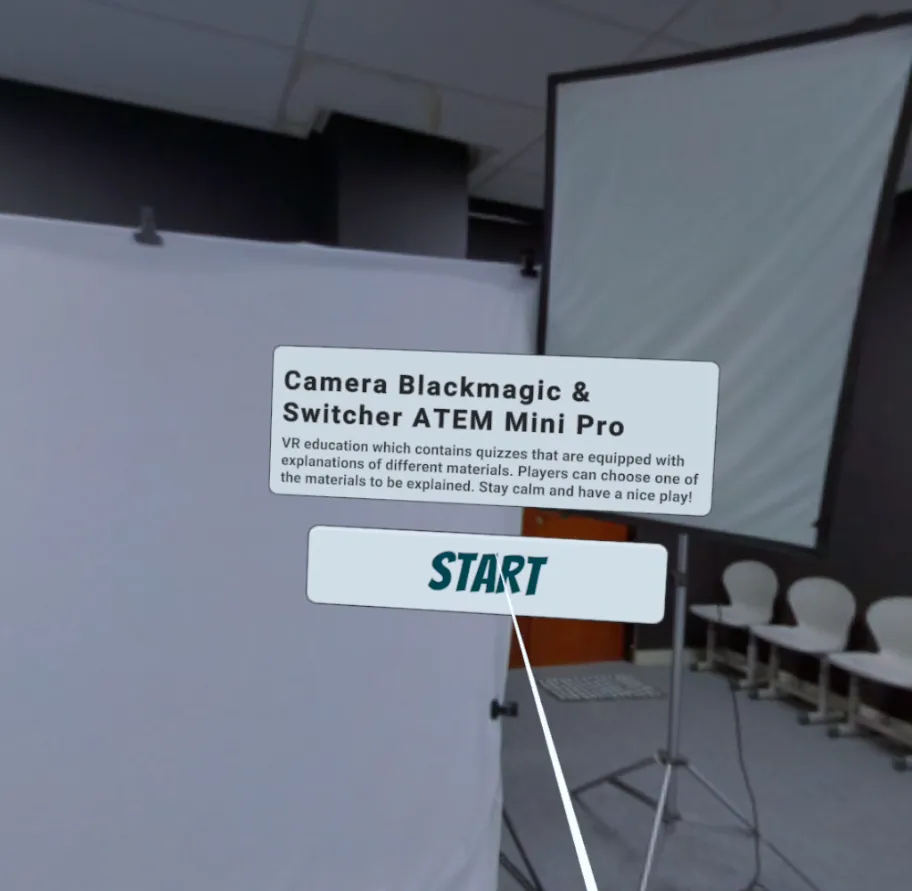 Camera Blackmagic &
Switcher ATEM Mini Pro
VR education which contains quizzes that are equipped with
explanations of different materials. Players can choose one of
the materials to be explained. Stay calm and have a nice play!
START